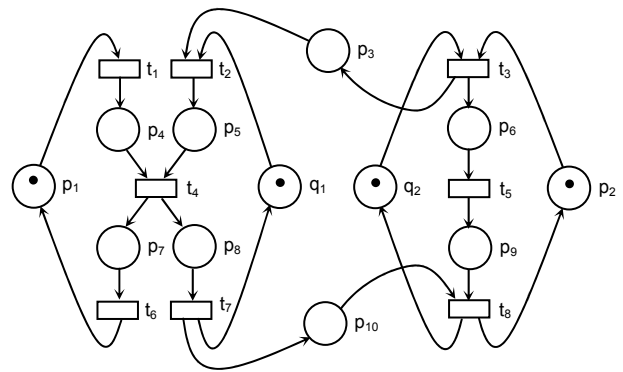 p₃
t₁
t₂
t₃
p₄
p₅
p₆
p₁
t₄
q₁
q₂
t₅
p₂
p₇
p₈
p₉
t₆
t₇
p₁₀
t₈